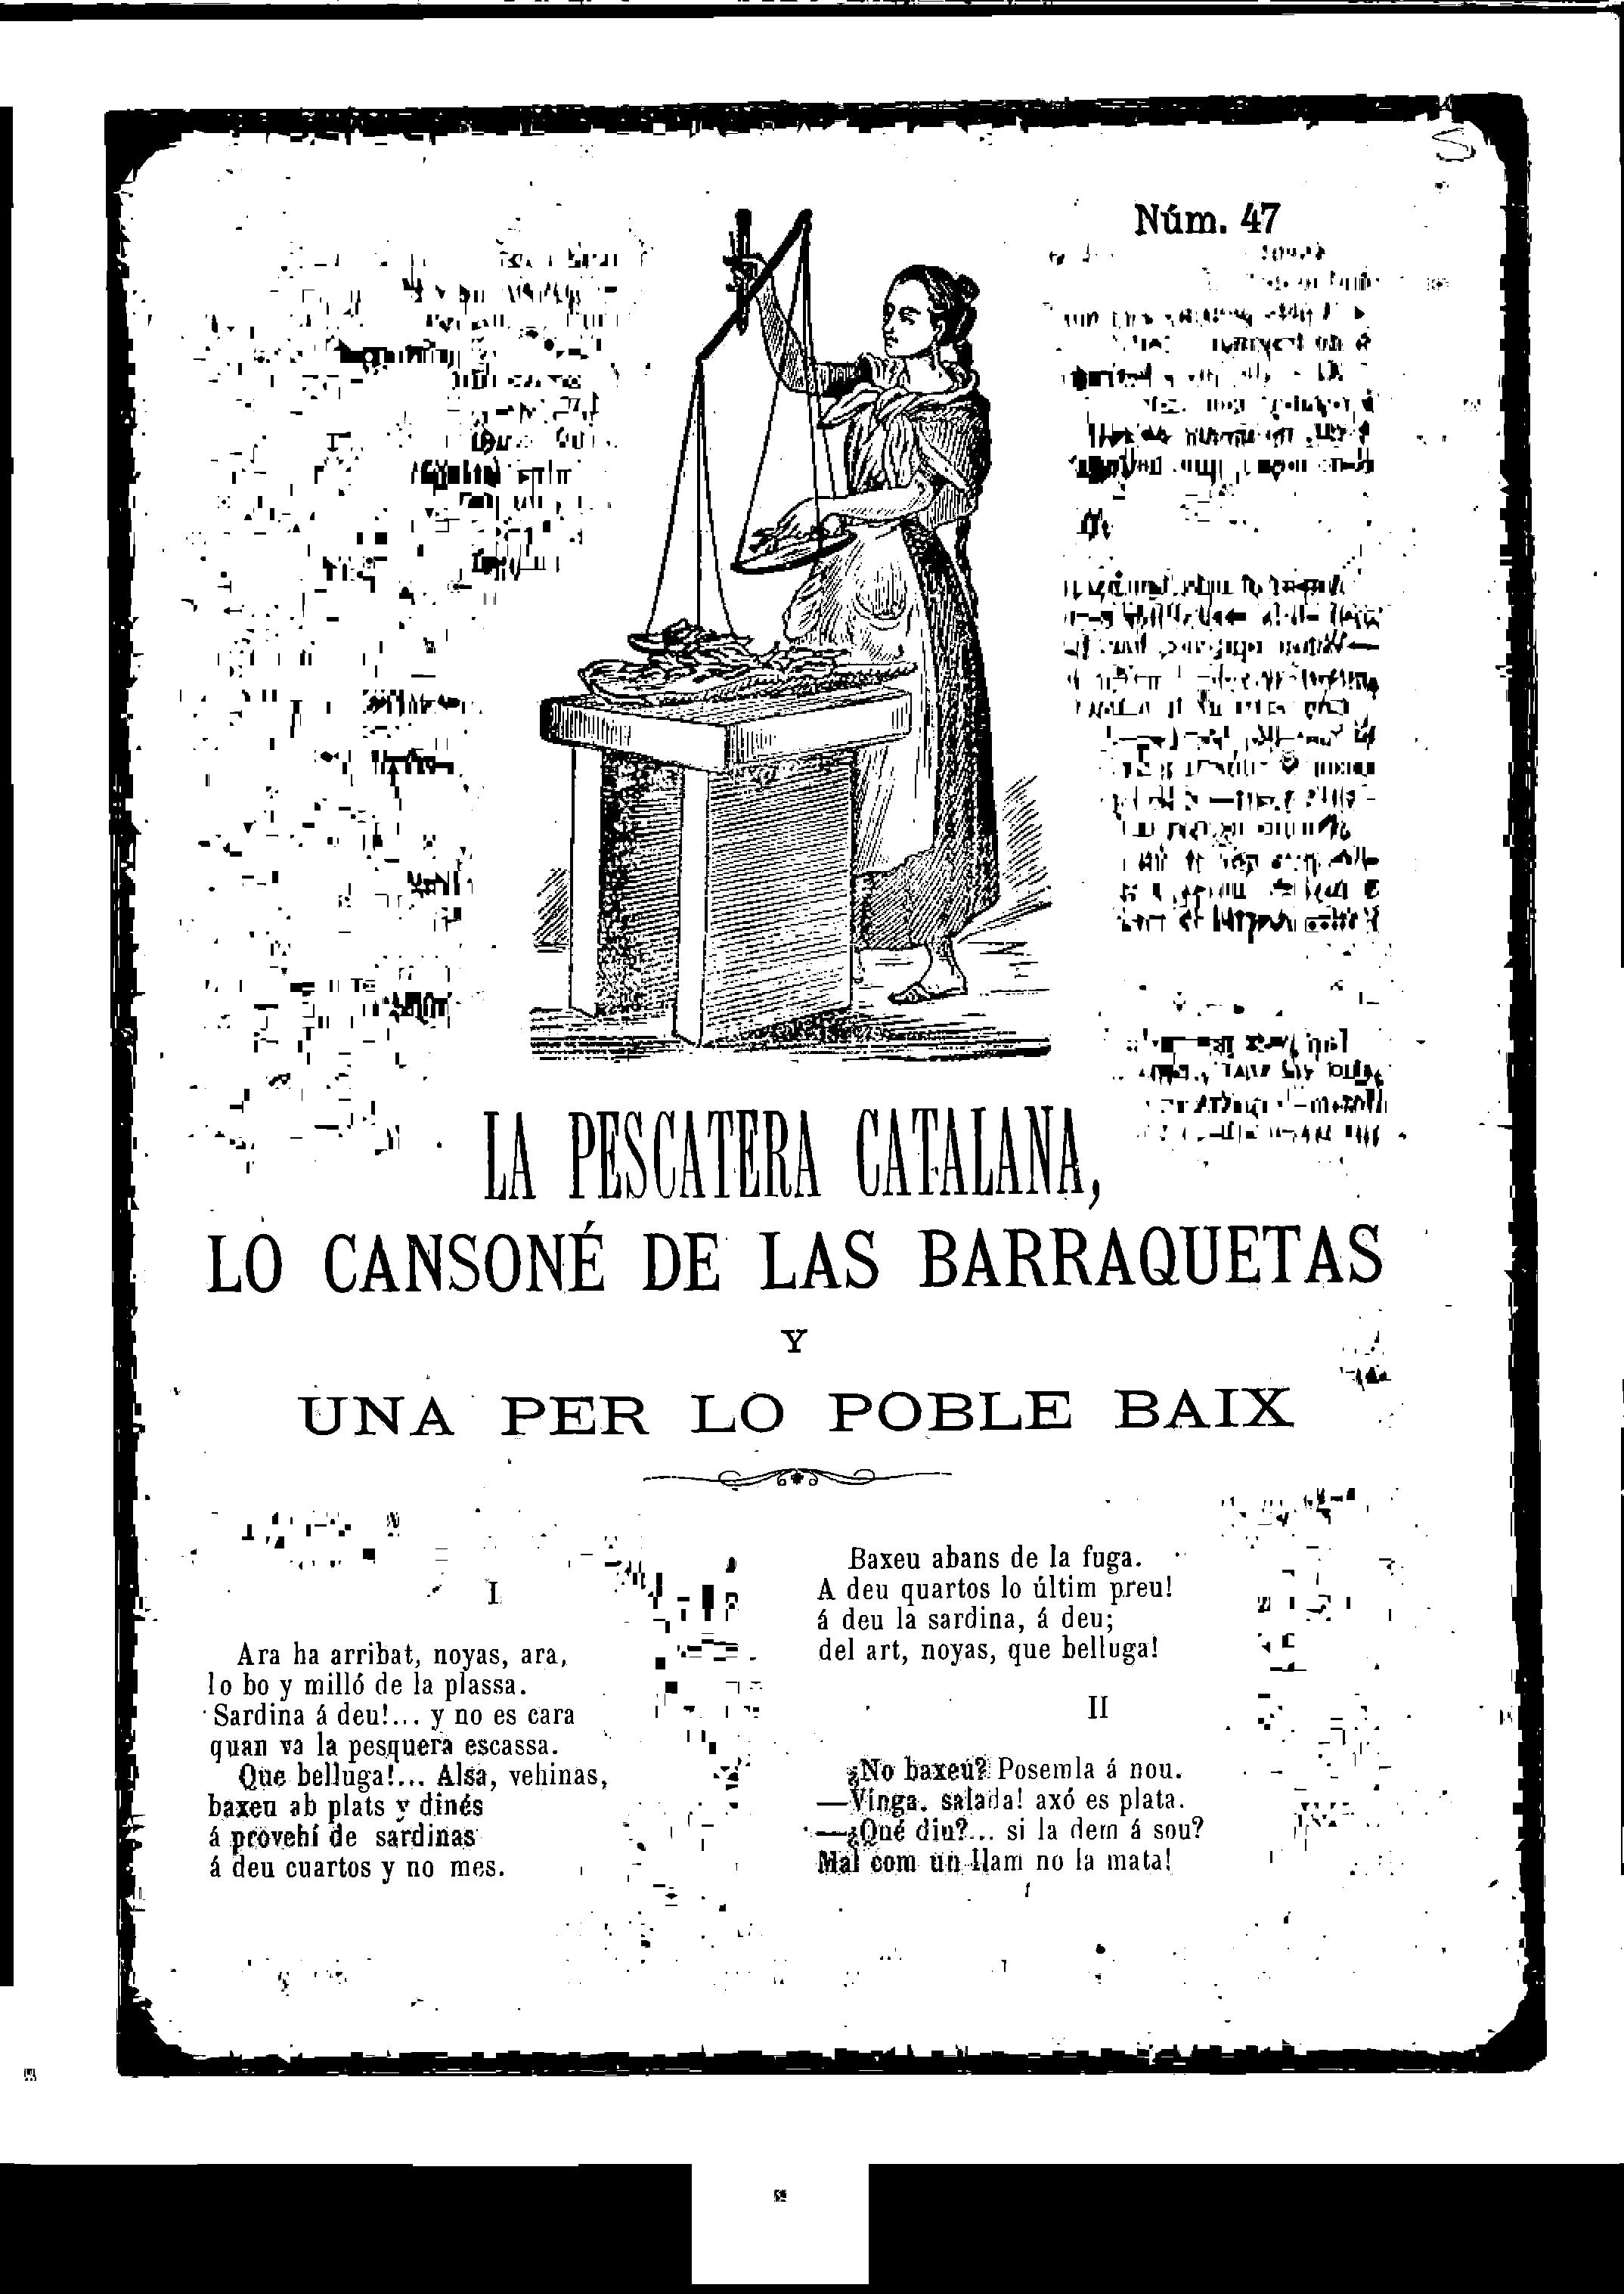 Núm. 47
LA PESCATERA CATALANA,
LO CANSONÉ DE LAS BARRAQUETAS
Y
UNA PER LO POBLE BAIX
I
Ara ha arribat, noyas, ara,
lo bo y milló de la plassa.
Sardina á deu!... y no es cara
quan va la pesquera escassa.
Que belluga!... Alsa, vehinas,
baxeu ab plats y dinés
á provehí de sardinas
á deu cuartos y no mes.
Baxeu abans de la fuga.
A deu quartos lo últim preu!
á deu la sardina, á deu;
del art, noyas, que belluga!
II
¿No baxeu? Posemla á nou.
—Vinga, salada! axó es plata.
—¿Qué diu?... si la dem á sou?
Mal com un llam no la mata!